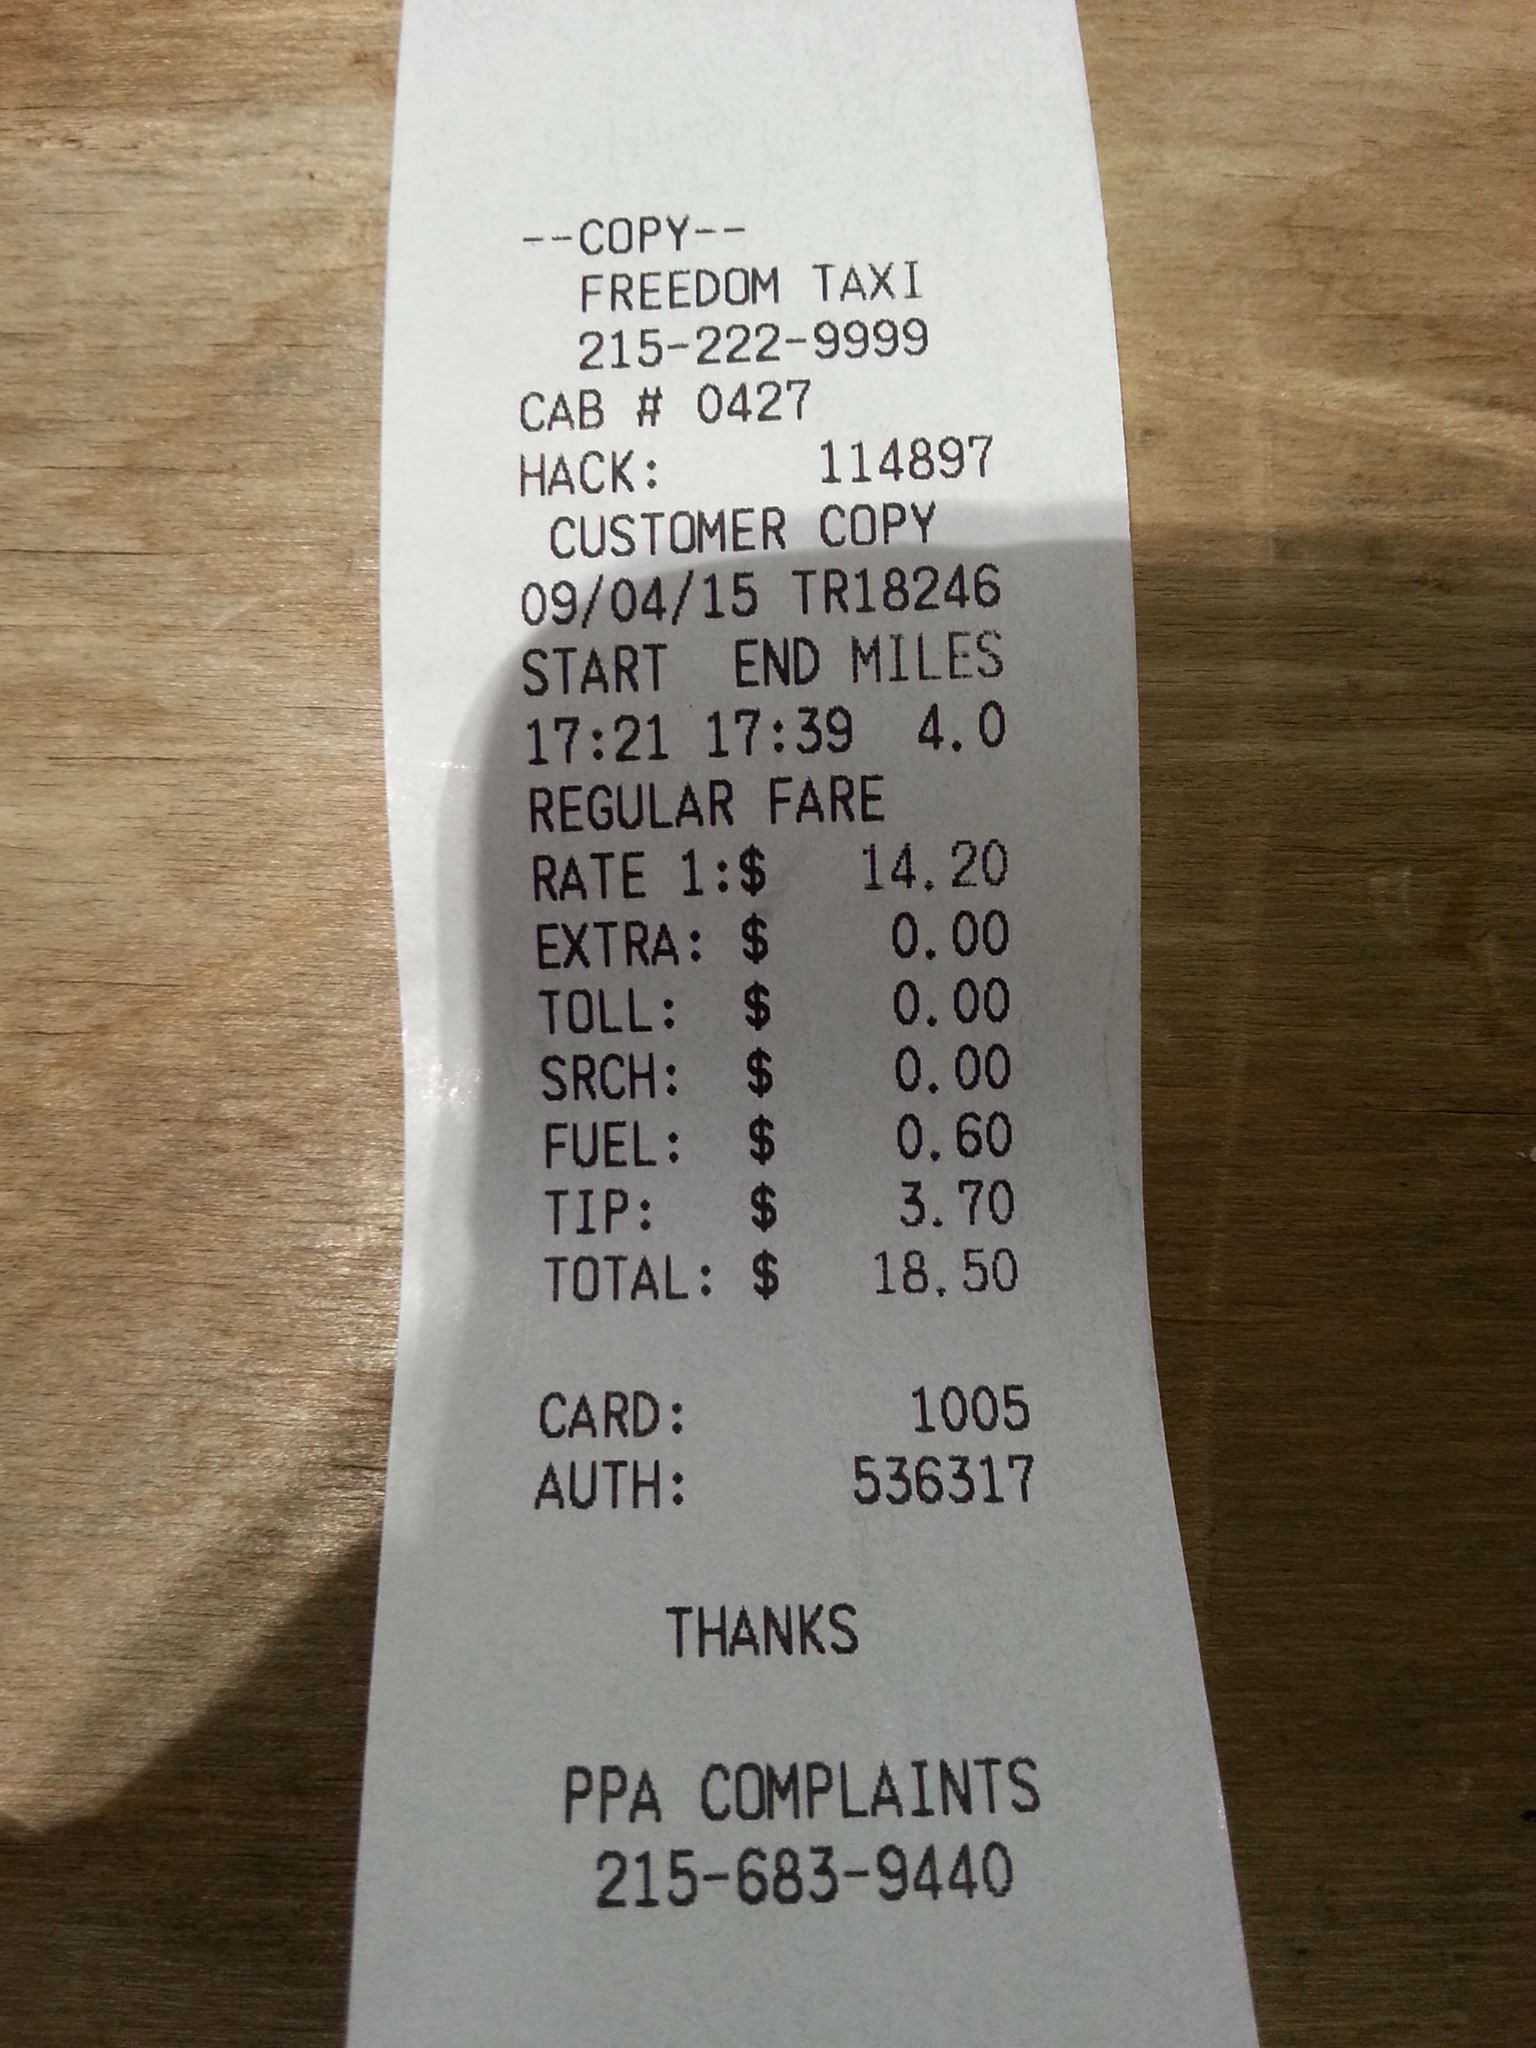 --COPY--
FREEDOM TAXI
215-222-9999
CAB # 0427
HACK: 114897
CUSTOMER COPY
09/04/15 TR18246
START END MILES
17:21 17:39 4.0
REGULAR FARE
RATE 1:$ 14.20
EXTRA: $ 0.00
TOLL: $ 0.00
SRCH: $ 0.00
FUEL: $ 0.60
TIP: $ 3.70
TOTAL: $ 18.50
CARD: 1005
AUTH: 536317
THANKS
PPA COMPLAINTS
215-683-9440